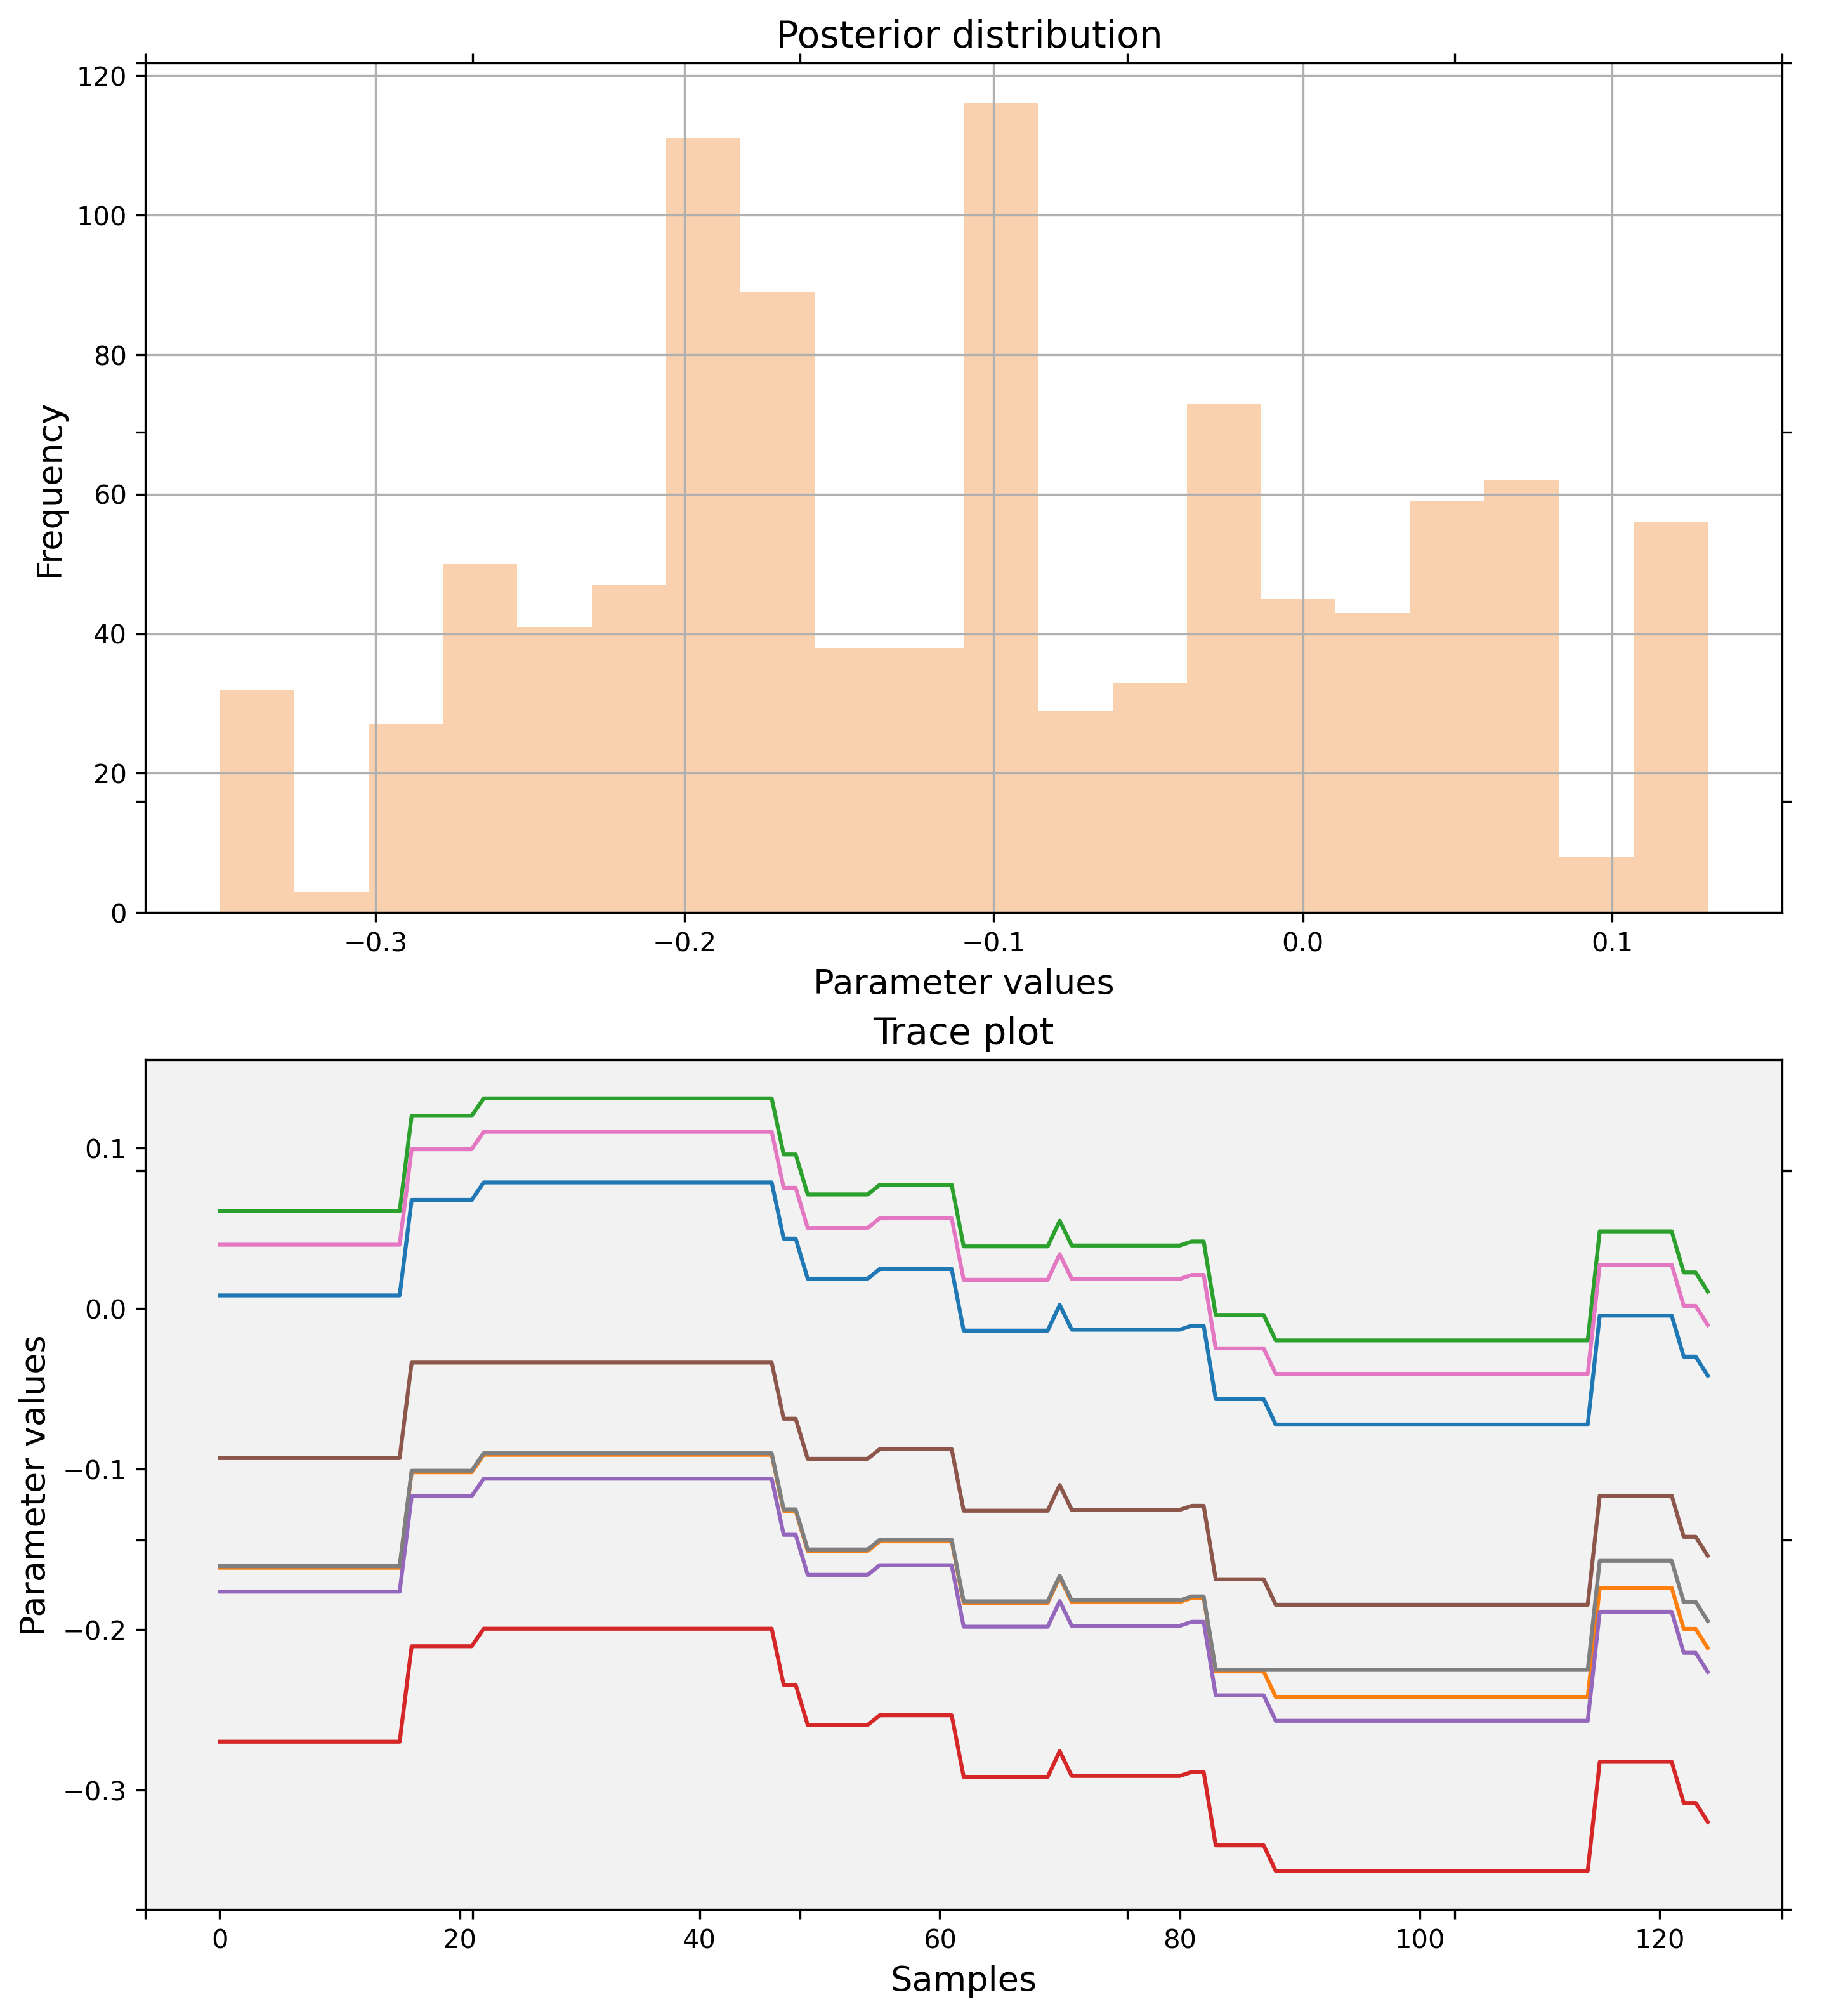 Posterior distribution
120
100
80
60
40
20
0
Frequency
−0.3 −0.2 −0.1 0.0 0.1
Parameter values
Trace plot
0.1
0.0
−0.1
−0.2
−0.3
Parameter values
0 20 40 60 80 100 120
Samples